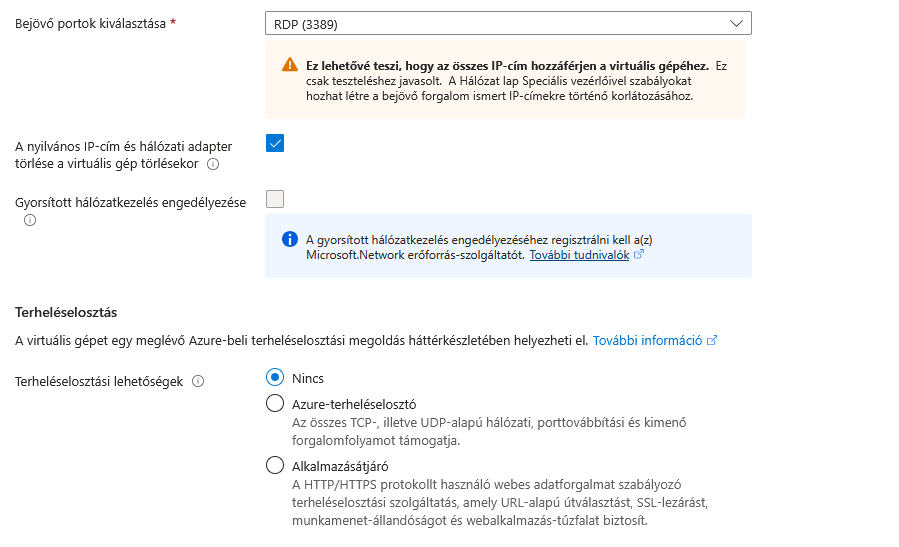 Bejövő portok kiválasztása *
RDP (3389)
Ez lehetővé teszi, hogy az összes IP-cím hozzáférjen a virtuális gépéhez. Ez
csak teszteléshez javasolt. A Hálózat lap Speciális vezérlőivel szabályokat
hozhat létre a bejövő forgalom ismert IP-címekre történő korlátozásához.
A nyilvános IP-cím és hálózati adapter
törlése a virtuális gép törlésekor
Gyorsított hálózatkezelés engedélyezése
A gyorsított hálózatkezelés engedélyezéséhez regisztrálni kell a(z)
Microsoft.Network erőforrás-szolgáltatót. További tudnivalók
Terheléselosztás
A virtuális gépet egy meglévő Azure-beli terheléselosztási megoldás háttérkészletében helyezheti el. További információ
Terheléselosztási lehetőségek
Nincs
Azure-terheléselosztó
Az összes TCP-, illetve UDP-alapú hálózati, porttovábbítási és kimenő
forgalomfolyamot támogatja.
Alkalmazásátjáró
A HTTP/HTTPS protokollt használó webes adatforgalmat szabályozó
terheléselosztási szolgáltatás, amely URL-alapú útválasztást, SSL-lezárást,
munkamenet-állandóságot és webalkalmazás-tűzfalat biztosít.